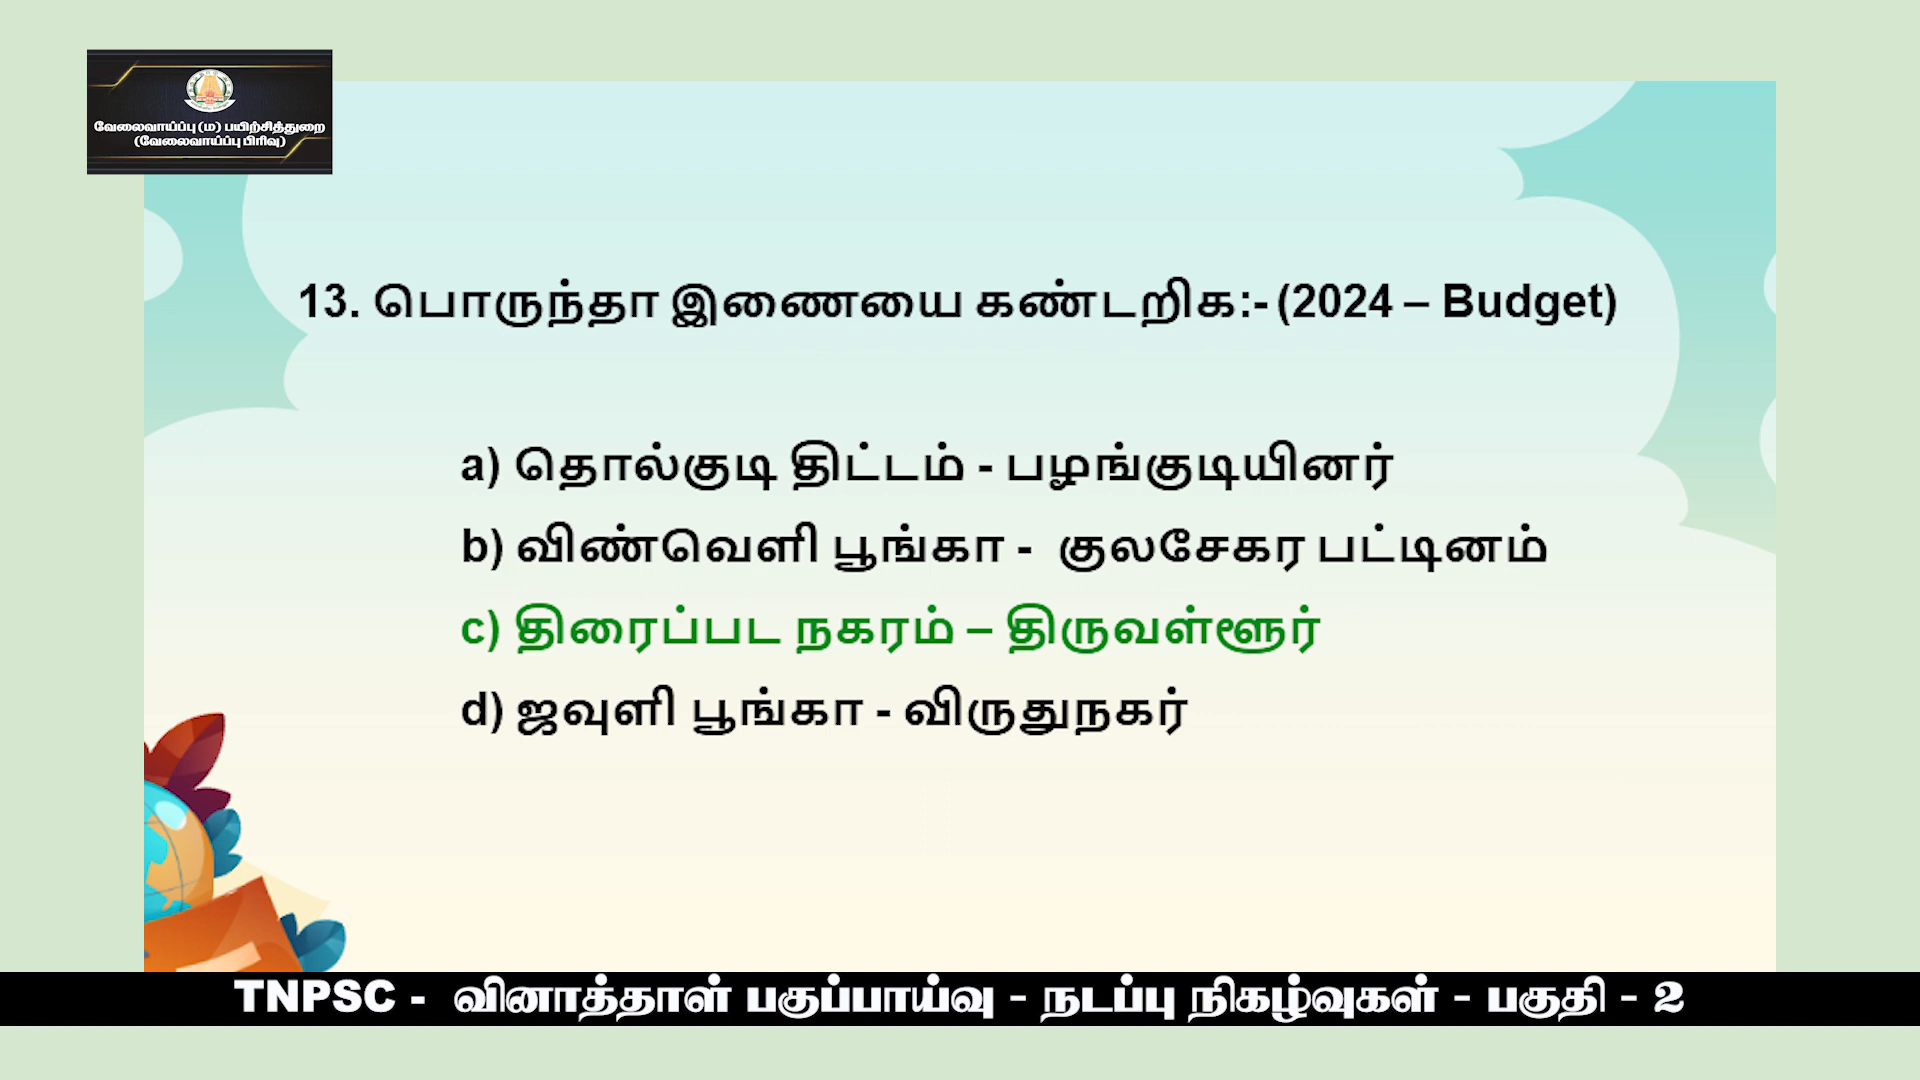 வேலைவாய்ப்பு (ம) பயிற்சித்துறை
(வேலைவாய்ப்பு பிரிவு)
13. பொருந்தா இணையை கண்டறிக:- (2024 – Budget)
a) தொல்குடி திட்டம் - பழங்குடியினர்
b) விண்வெளி பூங்கா - குலசேகர பட்டினம்
c) திரைப்பட நகரம் – திருவள்ளூர்
d) ஜவுளி பூங்கா - விருதுநகர்
TNPSC - வினாத்தாள் பகுப்பாய்வு - நடப்பு நிகழ்வுகள் - பகுதி - 2